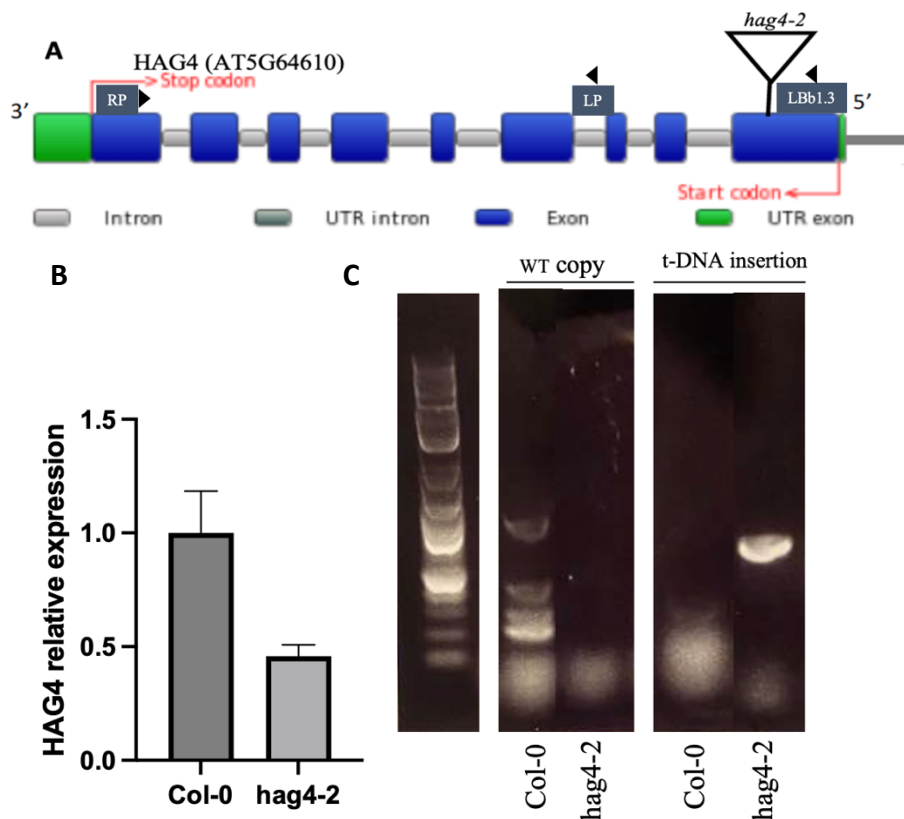 hag4-2
A
HAG4 (AT5G64610)
Stop codon
RP
LP
LBb1.3
3′
5′
Start codon
Intron
UTR intron
Exon
UTR exon
B
C
WT copy
t-DNA insertion
HAG4 relative expression
1.5
1.0
0.5
0.0
Col-0
hag4-2
Col-0
hag4-2
Col-0
hag4-2